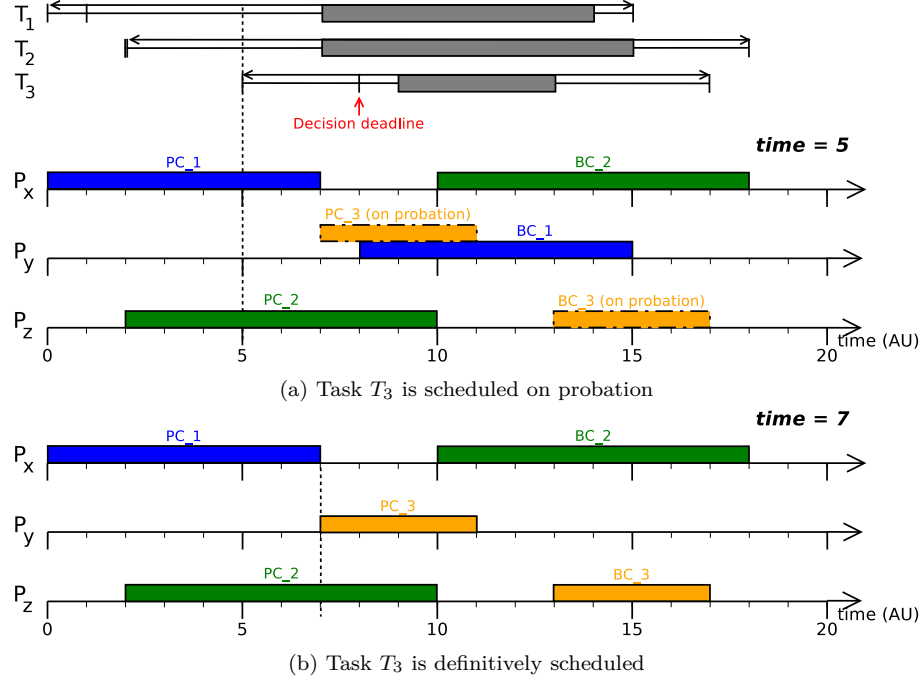 T1
T2
T3
Decision deadline
time = 5
PC_1
BC_2
Px
PC_3 (on probation)
BC_1
Py
PC_2
BC_3 (on probation)
Pz
0 5 10 15 20 time (AU)
(a) Task T3 is scheduled on probation
time = 7
PC_1
BC_2
Px
PC_3
Py
PC_2
BC_3
Pz
0 5 10 15 20 time (AU)
(b) Task T3 is definitively scheduled